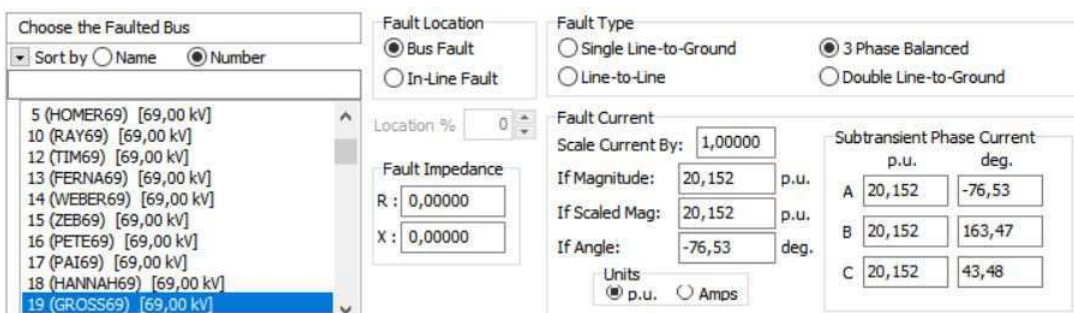 Choose the Faulted Bus
Sort by Name Number
5 (HOMER69) [69,00 kV]
10 (RAY69) [69,00 kV]
12 (TIM69) [69,00 kV]
13 (FERNA69) [69,00 kV]
14 (WEBER69) [69,00 kV]
15 (ZEB69) [69,00 kV]
16 (PETE69) [69,00 kV]
17 (PAI69) [69,00 kV]
18 (HANNAH69) [69,00 kV]
19 (GROSS69) [69,00 kV]
Fault Location
Bus Fault
In-Line Fault
Location % 0
Fault Impedance
R : 0,00000
X : 0,00000
Fault Type
Single Line-to-Ground 3 Phase Balanced
Line-to-Line Double Line-to-Ground
Fault Current
Scale Current By: 1,00000
If Magnitude: 20,152 p.u.
If Scaled Mag: 20,152 p.u.
If Angle: -76,53 deg.
Units
p.u. Amps
Subtransient Phase Current
p.u. deg.
A 20,152 -76,53
B 20,152 163,47
C 20,152 43,48